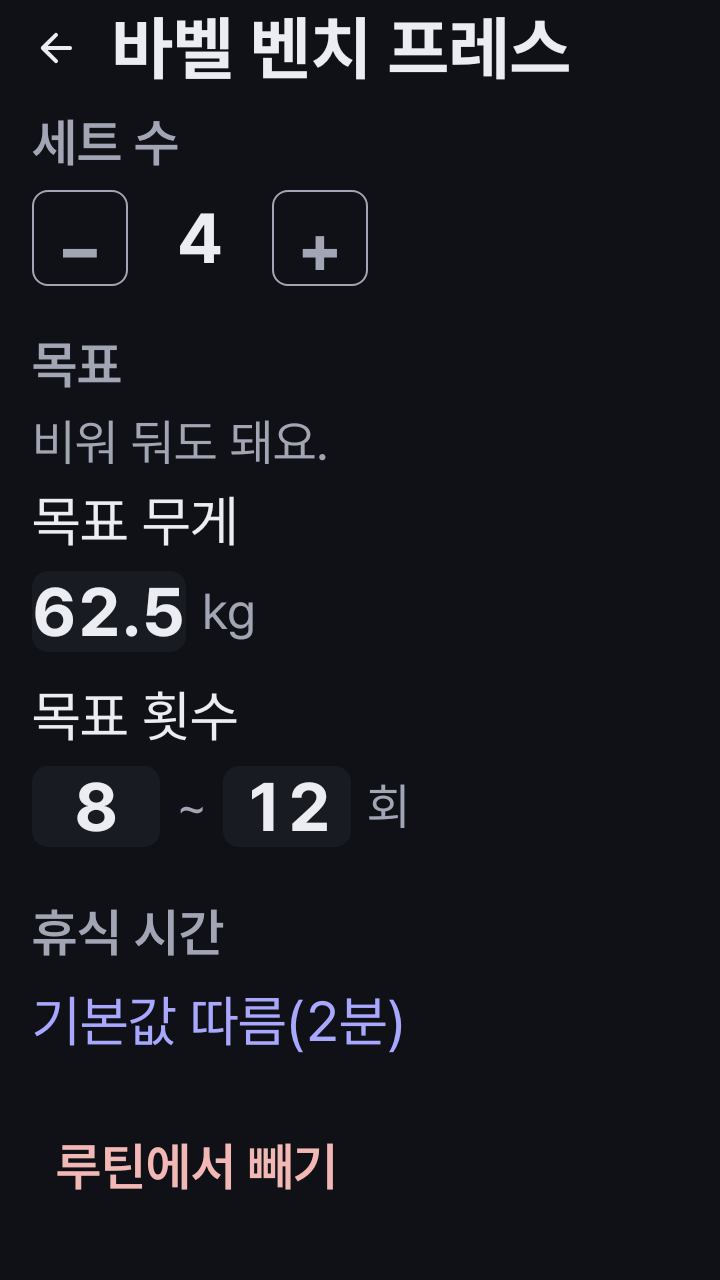 바벨 벤치 프레스
세트 수
− 4 +
목표
비워 둬도 돼요.
목표 무게
62.5 kg
목표 횟수
8 ~ 12 회
휴식 시간
기본값 따름(2분)
루틴에서 빼기